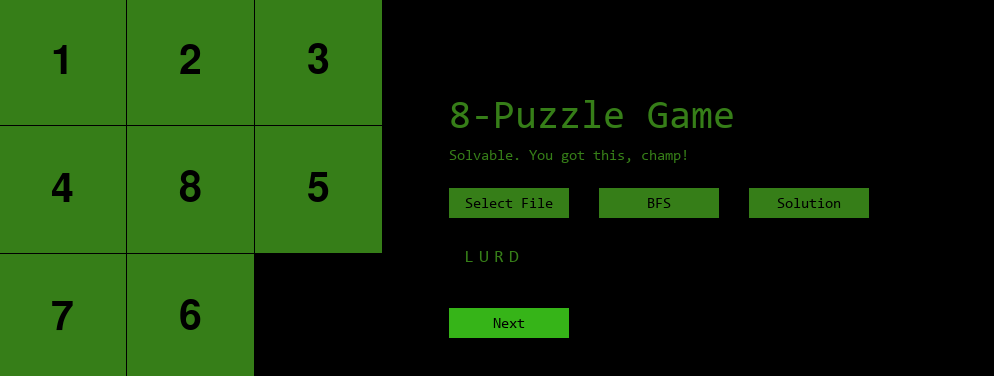 1 2 3
4 8 5
7 6
8-Puzzle Game
Solvable. You got this, champ!
Select File BFS Solution
L U R D
Next